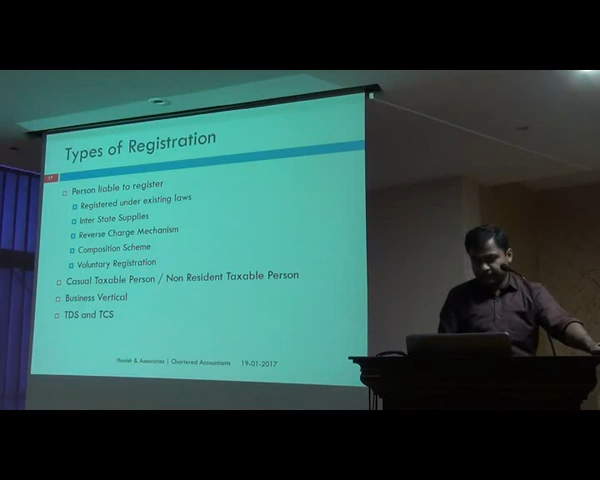 Types of Registration
17
Person liable to register
Registered under existing laws
Inter State Supplies
Reverse Charge Mechanism
Composition Scheme
Voluntary Registration
Casual Taxable Person / Non Resident Taxable Person
Business Vertical
TDS and TCS
& Associates | Chartered Accountants 19-01-2017